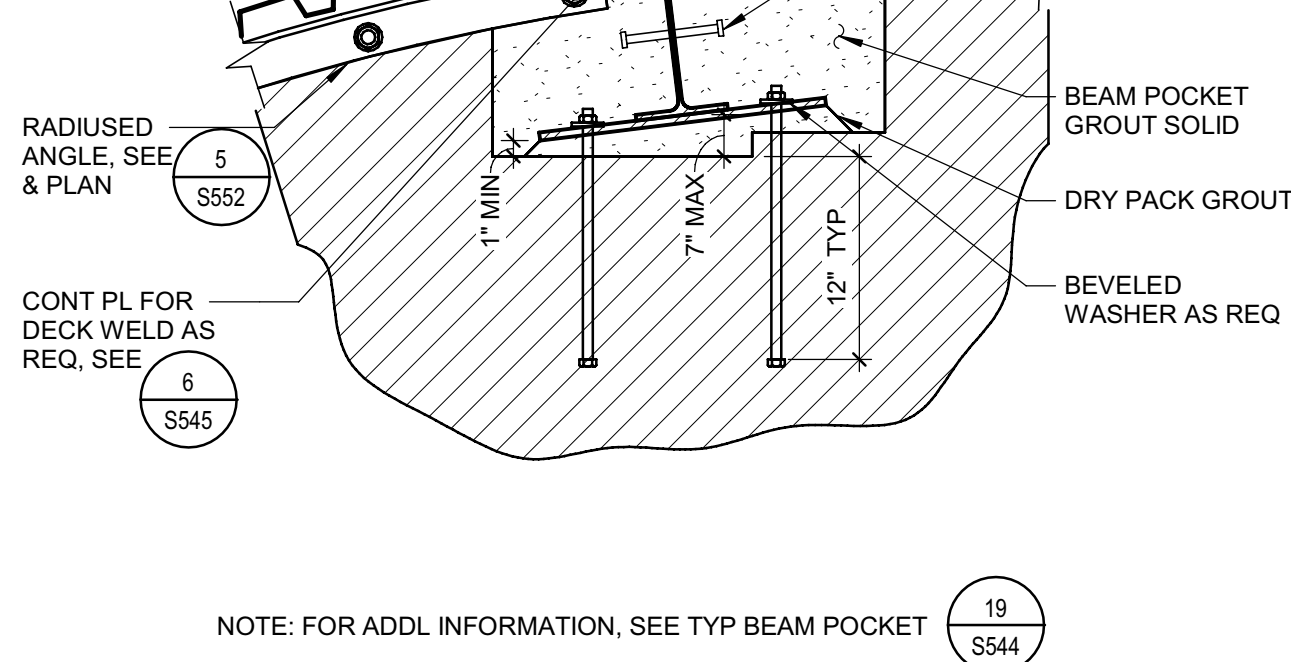 RADIUSED
ANGLE, SEE
& PLAN
5
S552
CONT PL FOR
DECK WELD AS
REQ, SEE
6
S545
1" MIN
7" MAX
12" TYP
BEAM POCKET
GROUT SOLID
DRY PACK GROUT
BEVELED
WASHER AS REQ
NOTE: FOR ADDL INFORMATION, SEE TYP BEAM POCKET
19
S544